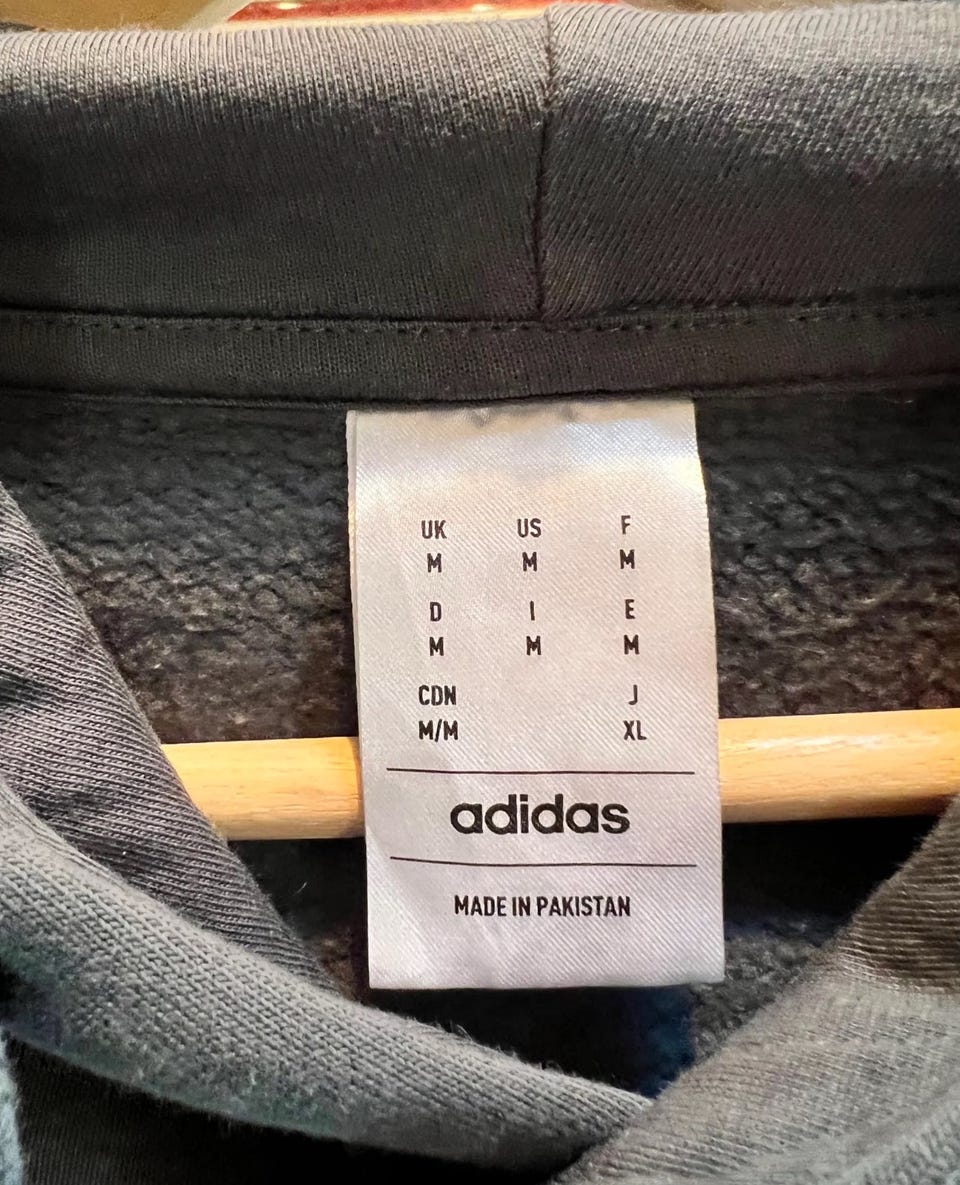 UK US F
M M M
D I E
M M M
CDN J
M/M XL
adidas
MADE IN PAKISTAN